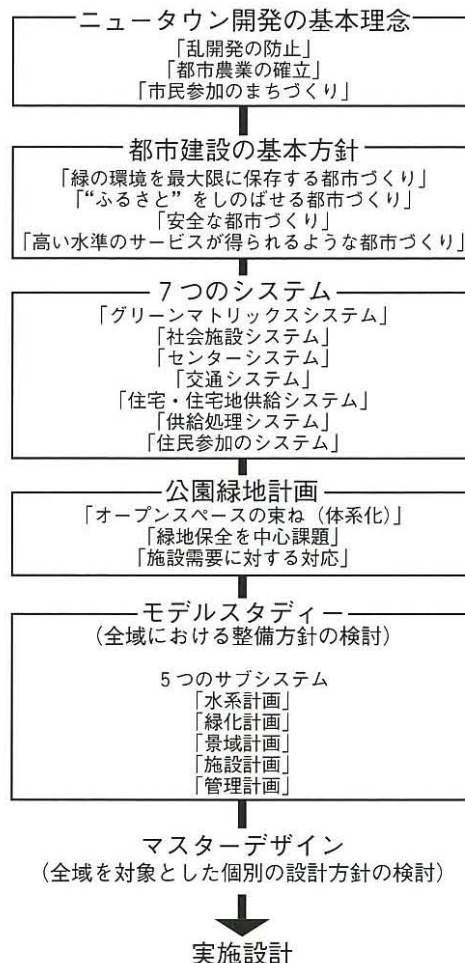 ニュータウン開発の基本理念
「乱開発の防止」
「都市農業の確立」
「市民参加のまちづくり」
都市建設の基本方針
「緑の環境を最大限に保存する都市づくり」
「“ふるさと” をしのばせる都市づくり」
「安全な都市づくり」
「高い水準のサービスが得られるような都市づくり」
7つのシステム
「グリーンマトリックスシステム」
「社会施設システム」
「センターシステム」
「交通システム」
「住宅・住宅地供給システム」
「供給処理システム」
「住民参加のシステム」
公園緑地計画
「オープンスペースの束ね（体系化）」
「緑地保全を中心課題」
「施設需要に対する対応」
モデルスタディー
（全域における整備方針の検討）
5つのサブシステム
「水系計画」
「緑化計画」
「景域計画」
「施設計画」
「管理計画」
マスターデザイン
（全域を対象とした個別の設計方針の検討）
実施設計